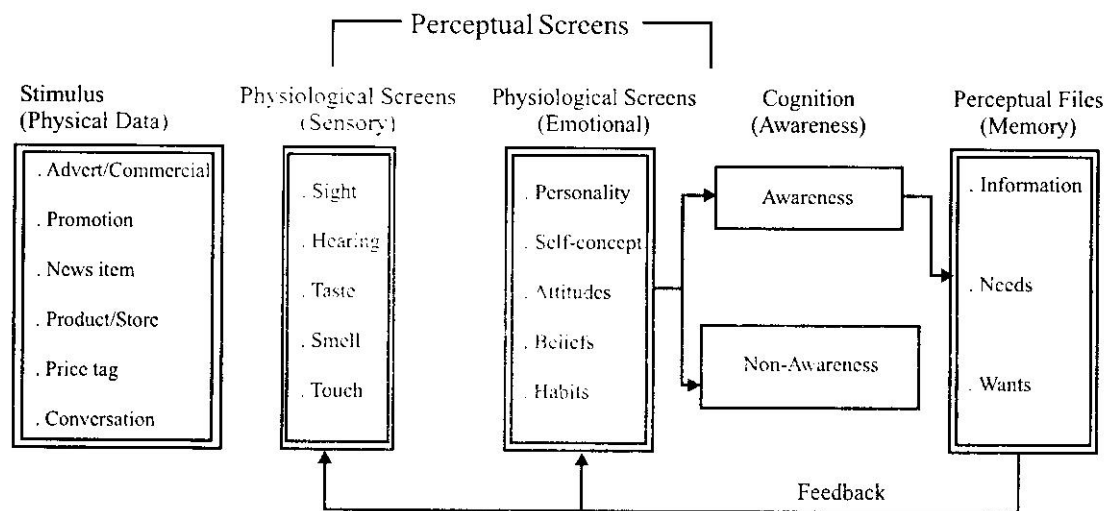 Perceptual Screens
Stimulus
(Physical Data)
. Advert/Commercial
. Promotion
. News item
. Product/Store
. Price tag
. Conversation
Physiological Screens
(Sensory)
. Sight
. Hearing
. Taste
. Smell
. Touch
Physiological Screens
(Emotional)
. Personality
. Self-concept
. Attitudes
. Beliefs
. Habits
Cognition
(Awareness)
Awareness
Non-Awareness
Perceptual Files
(Memory)
. Information
. Needs
. Wants
Feedback